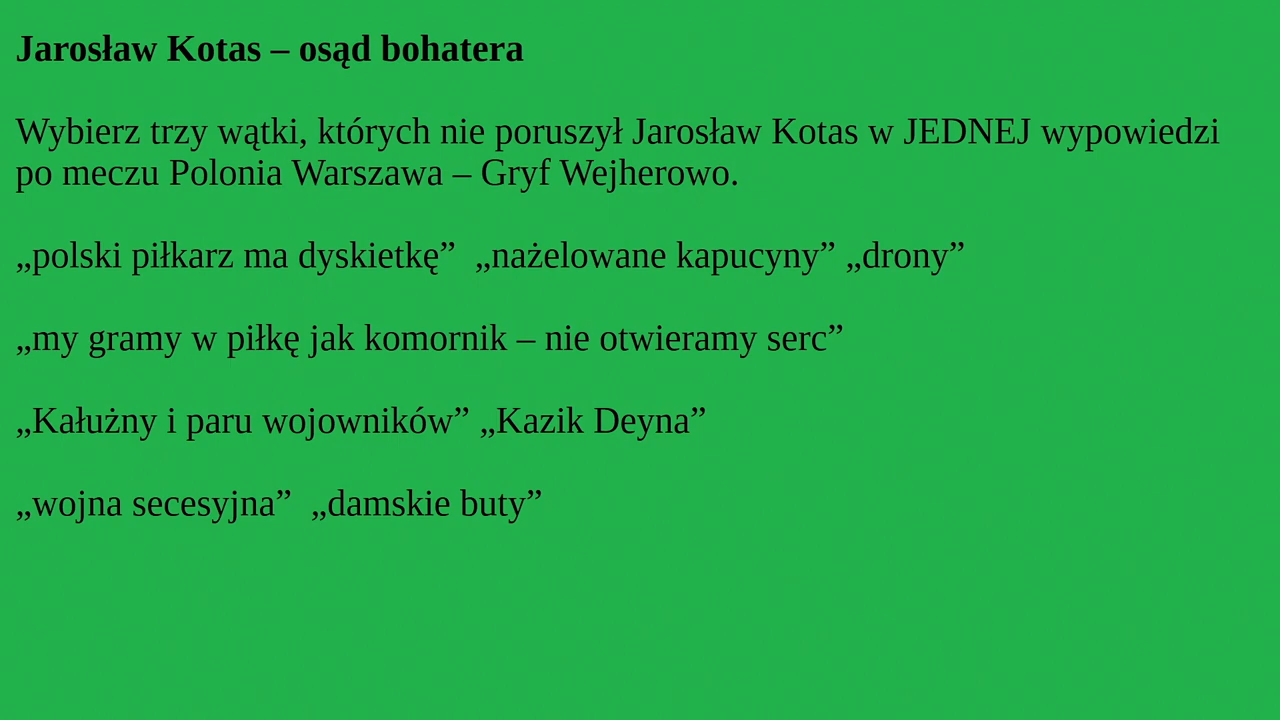 Jarosław Kotas – osąd bohatera
Wybierz trzy wątki, których nie poruszył Jarosław Kotas w JEDNEJ wypowiedzi
po meczu Polonia Warszawa – Gryf Wejherowo.
„polski piłkarz ma dyskietkę”  „nażelowane kapucyny” „drony”
„my gramy w piłkę jak komornik – nie otwieramy serc”
„Kałużny i paru wojowników” „Kazik Deyna”
„wojna secesyjna”  „damskie buty”